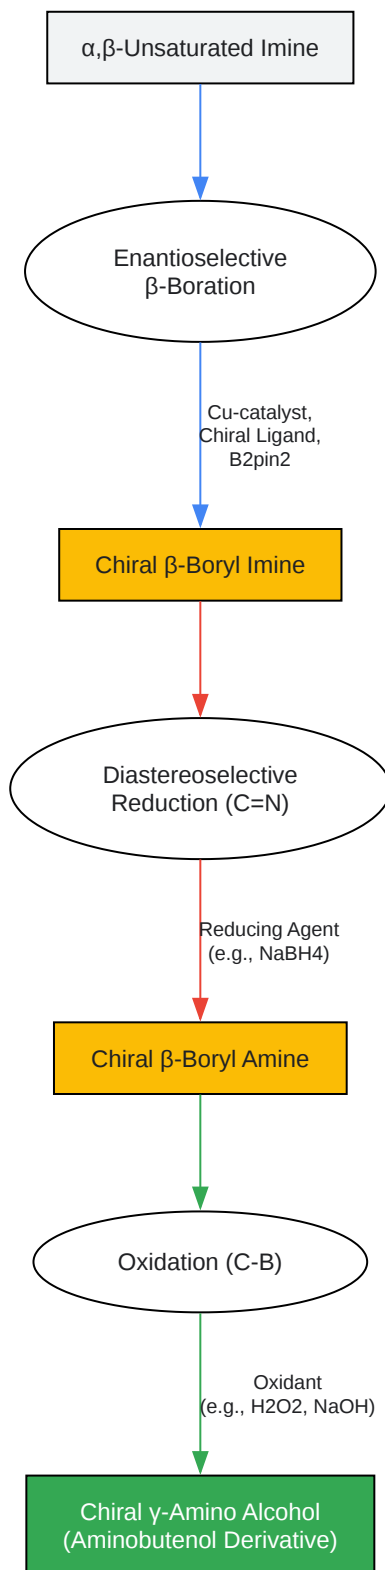 α,β-Unsaturated Imine
Enantioselective
β-Boration
Cu-catalyst,
Chiral Ligand,
B2pin2
Chiral β-Boryl Imine
Diastereoselective
Reduction (C=N)
Reducing Agent
(e.g., NaBH4)
Chiral β-Boryl Amine
Oxidation (C-B)
Oxidant
(e.g., H2O2, NaOH)
Chiral γ-Amino Alcohol
(Aminobutenol Derivative)